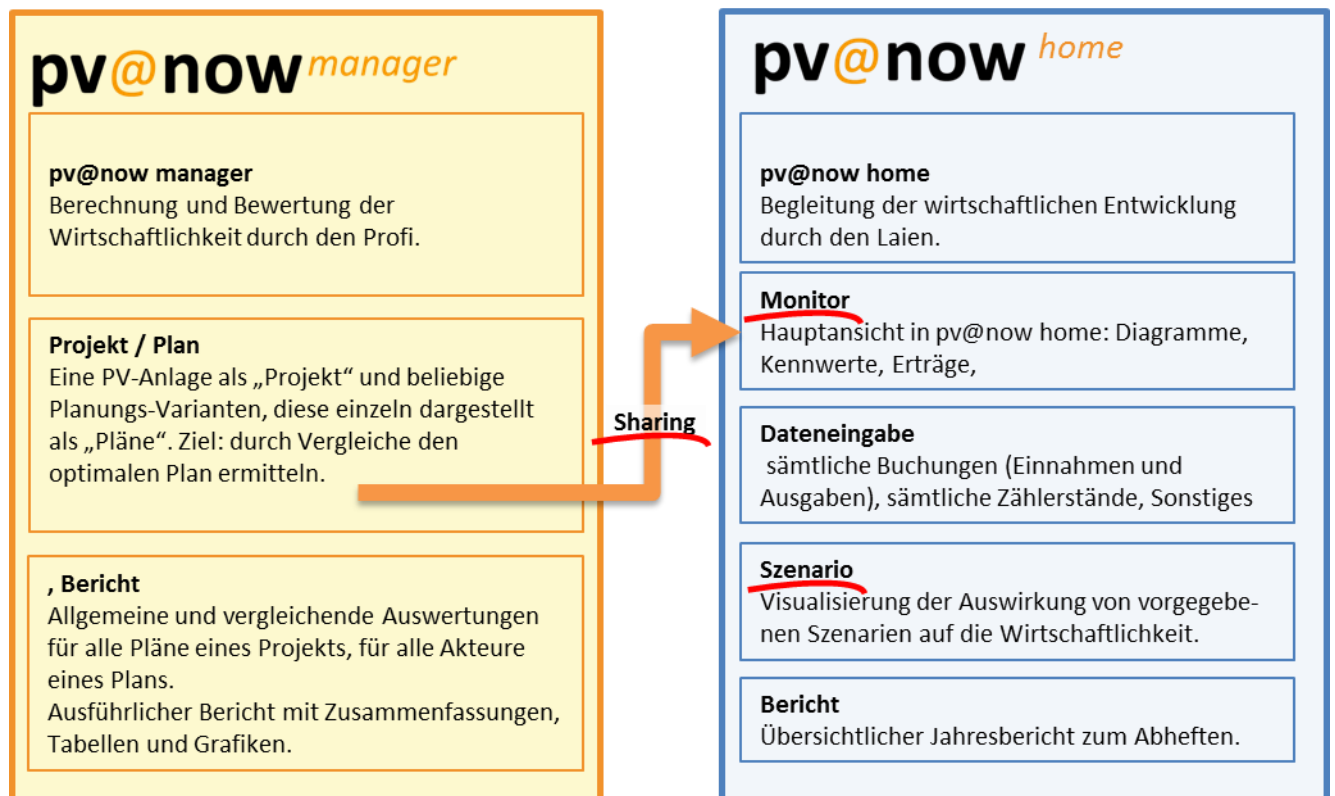 pv@now manager
pv@now manager
Berechnung und Bewertung der
Wirtschaftlichkeit durch den Profi.
Projekt / Plan
Eine PV-Anlage als „Projekt“ und beliebige
Planungs-Varianten, diese einzeln dargestellt
als „Pläne“. Ziel: durch Vergleiche den
optimalen Plan ermitteln.
, Bericht
Allgemeine und vergleichende Auswertungen
für alle Pläne eines Projekts, für alle Akteure
eines Plans.
Ausführlicher Bericht mit Zusammenfassungen,
Tabellen und Grafiken.
Sharing
pv@now home
pv@now home
Begleitung der wirtschaftlichen Entwicklung
durch den Laien.
Monitor
Hauptansicht in pv@now home: Diagramme,
Kennwerte, Erträge,
Dateneingabe
sämtliche Buchungen (Einnahmen und
Ausgaben), sämtliche Zählerstände, Sonstiges
Szenario
Visualisierung der Auswirkung von vorgegebe-
nen Szenarien auf die Wirtschaftlichkeit.
Bericht
Übersichtlicher Jahresbericht zum Abheften.